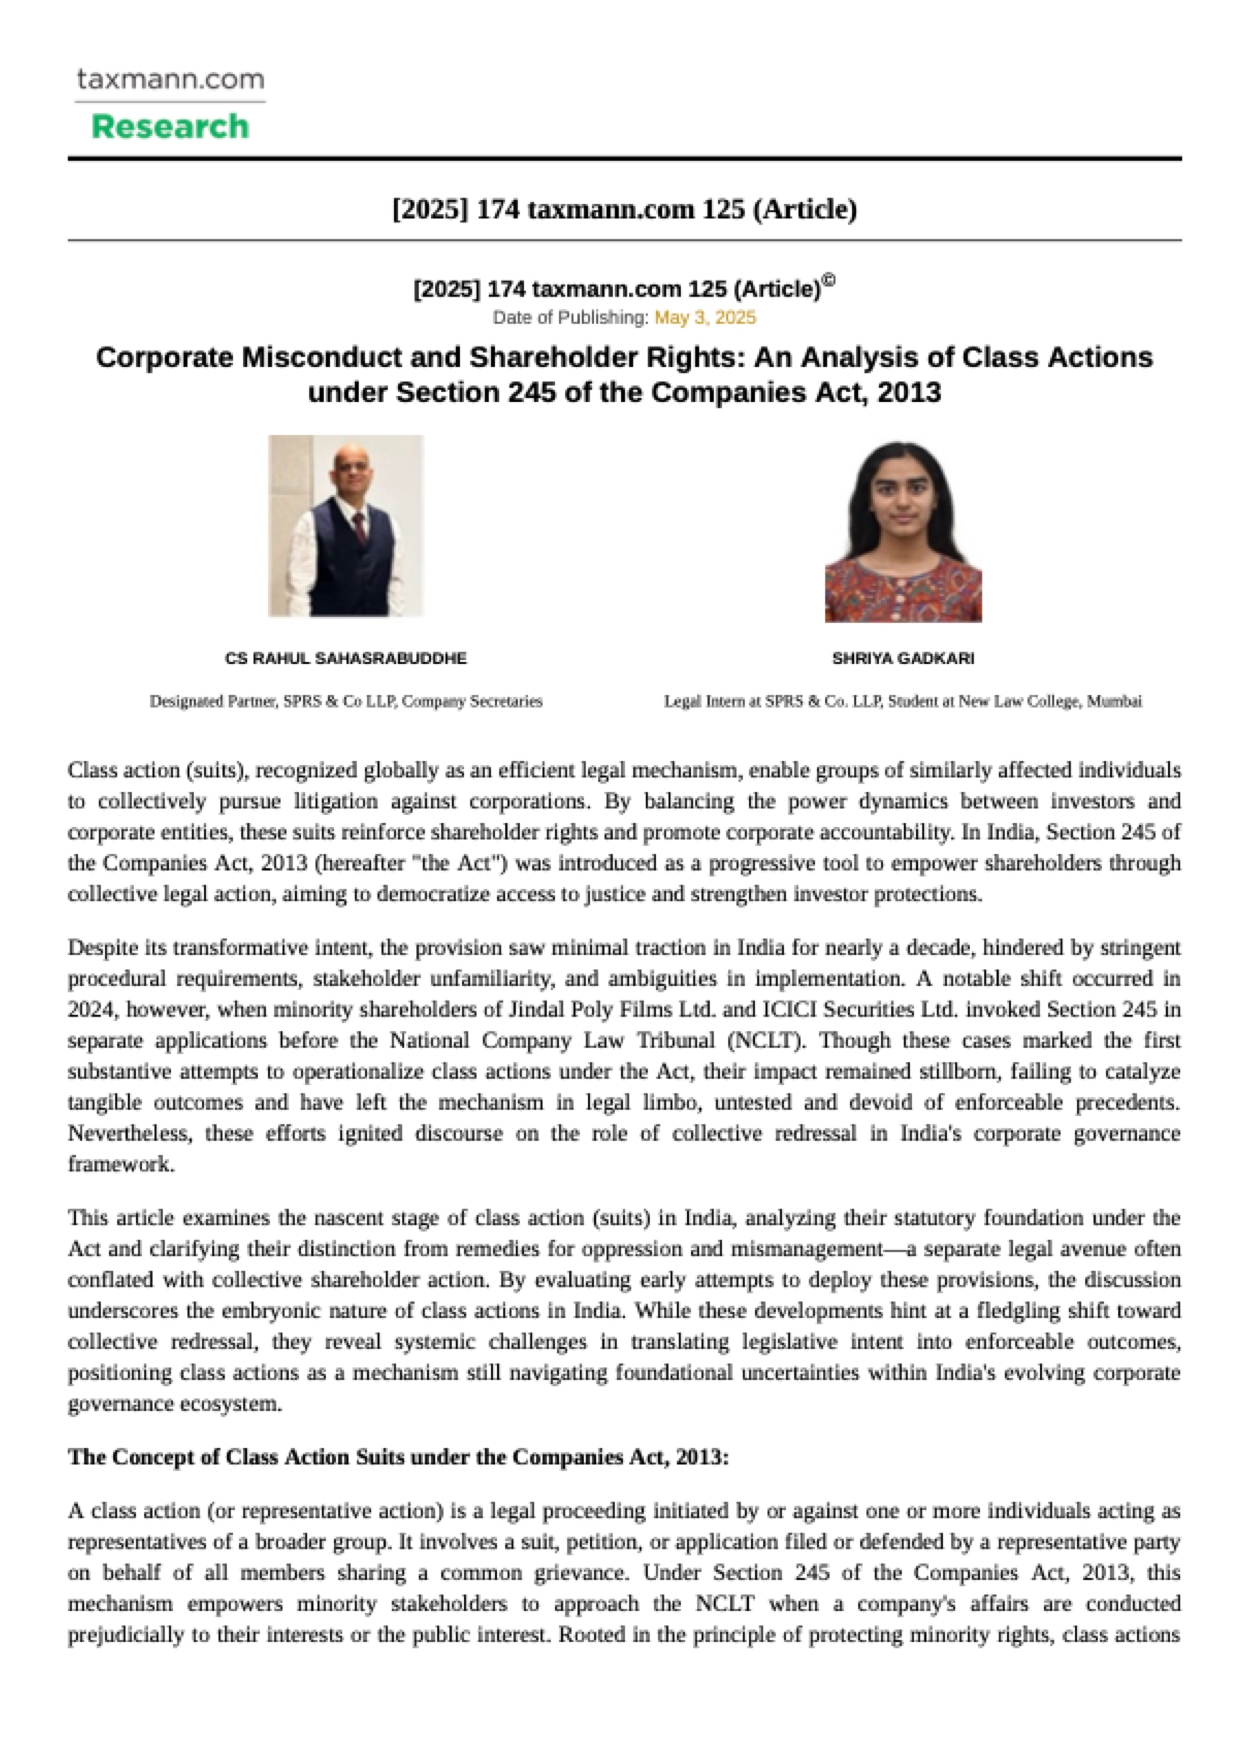 taxmann.com
Research
[2025] 174 taxmann.com 125 (Article)
[2025] 174 taxmann.com 125 (Article)©
Date of Publishing: May 3, 2025
Corporate Misconduct and Shareholder Rights: An Analysis of Class Actions
under Section 245 of the Companies Act, 2013
CS RAHUL SAHASRABUDDHE
Designated Partner, SPRS & Co LLP, Company Secretaries
SHRIYA GADKARI
Legal Intern at SPRS & Co. LLP, Student at New Law College, Mumbai
Class action (suits), recognized globally as an efficient legal mechanism, enable groups of similarly affected individuals
to collectively pursue litigation against corporations. By balancing the power dynamics between investors and
corporate entities, these suits reinforce shareholder rights and promote corporate accountability. In India, Section 245 of
the Companies Act, 2013 (hereafter "the Act") was introduced as a progressive tool to empower shareholders through
collective legal action, aiming to democratize access to justice and strengthen investor protections.
Despite its transformative intent, the provision saw minimal traction in India for nearly a decade, hindered by stringent
procedural requirements, stakeholder unfamiliarity, and ambiguities in implementation. A notable shift occurred in
2024, however, when minority shareholders of Jindal Poly Films Ltd. and ICICI Securities Ltd. invoked Section 245 in
separate applications before the National Company Law Tribunal (NCLT). Though these cases marked the first
substantive attempts to operationalize class actions under the Act, their impact remained stillborn, failing to catalyze
tangible outcomes and have left the mechanism in legal limbo, untested and devoid of enforceable precedents.
Nevertheless, these efforts ignited discourse on the role of collective redressal in India's corporate governance
framework.
This article examines the nascent stage of class action (suits) in India, analyzing their statutory foundation under the
Act and clarifying their distinction from remedies for oppression and mismanagement—a separate legal avenue often
conflated with collective shareholder action. By evaluating early attempts to deploy these provisions, the discussion
underscores the embryonic nature of class actions in India. While these developments hint at a fledgling shift toward
collective redressal, they reveal systemic challenges in translating legislative intent into enforceable outcomes,
positioning class actions as a mechanism still navigating foundational uncertainties within India's evolving corporate
governance ecosystem.
The Concept of Class Action Suits under the Companies Act, 2013:
A class action (or representative action) is a legal proceeding initiated by or against one or more individuals acting as
representatives of a broader group. It involves a suit, petition, or application filed or defended by a representative party
on behalf of all members sharing a common grievance. Under Section 245 of the Companies Act, 2013, this
mechanism empowers minority stakeholders to approach the NCLT when a company's affairs are conducted
prejudicially to their interests or the public interest. Rooted in the principle of protecting minority rights, class actions